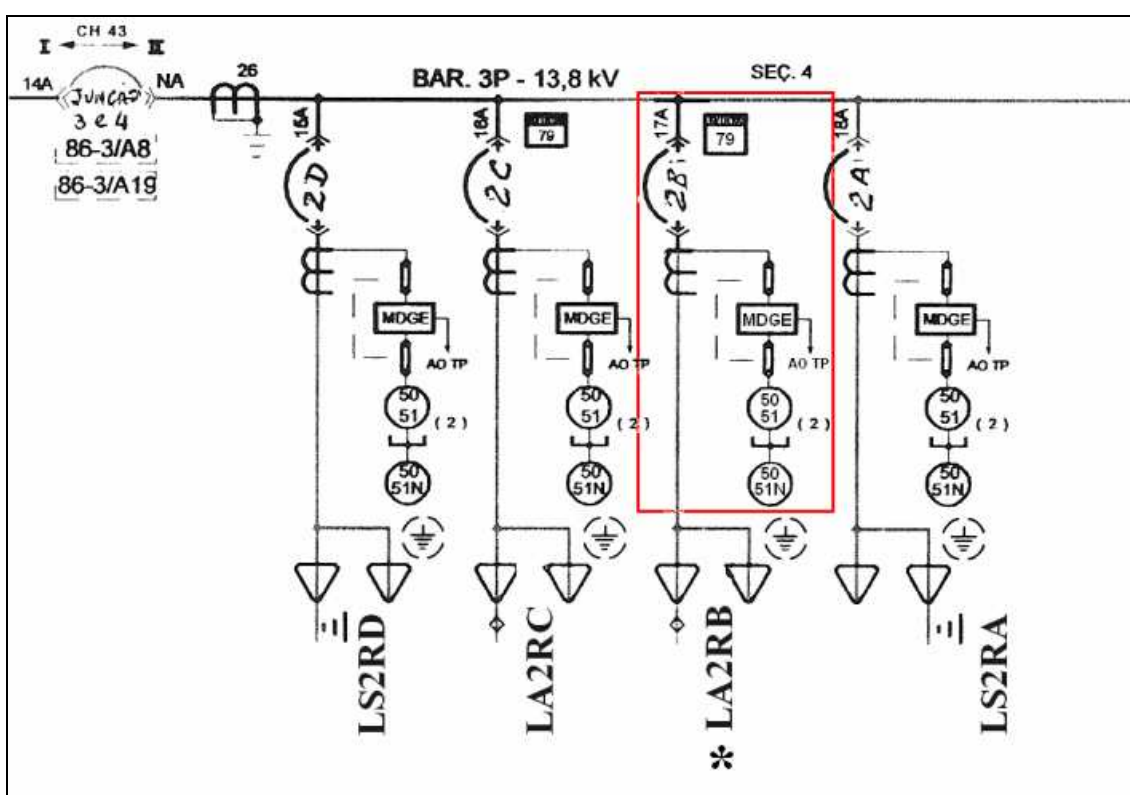 CH 43
I II
14A NA
JUNÇÃO
3 e 4
86-3/A8
86-3/A19
26
BAR. 3P - 13,8 kV
SEÇ. 4
15A
16A
79
17A
79
18A
2D
2C
2B
2A
MDGE
MDGE
MDGE
MDGE
AO TP
AO TP
AO TP
AO TP
50
51
( 2 )
50
51
( 2 )
50
51
( 2 )
50
51
( 2 )
50
51N
50
51N
50
51N
50
51N
LS2RD
LA2RC
* LA2RB
LS2RA